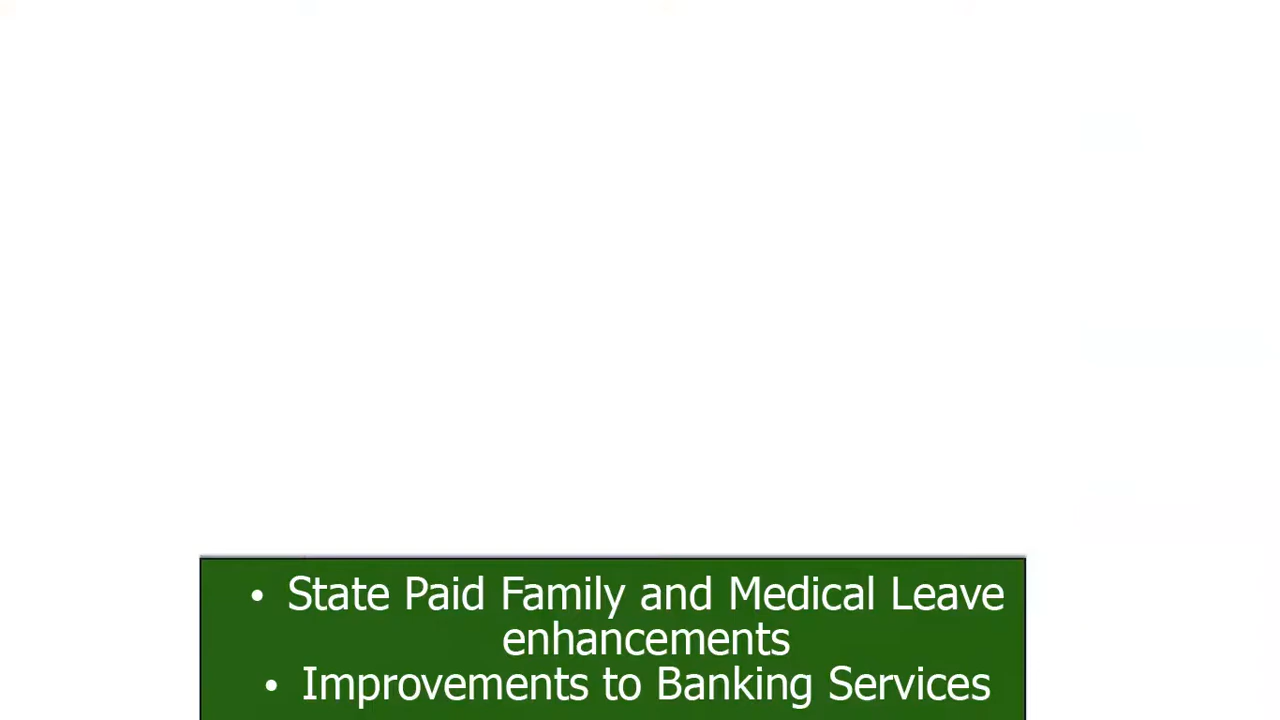 • State Paid Family and Medical Leave
enhancements
• Improvements to Banking Services